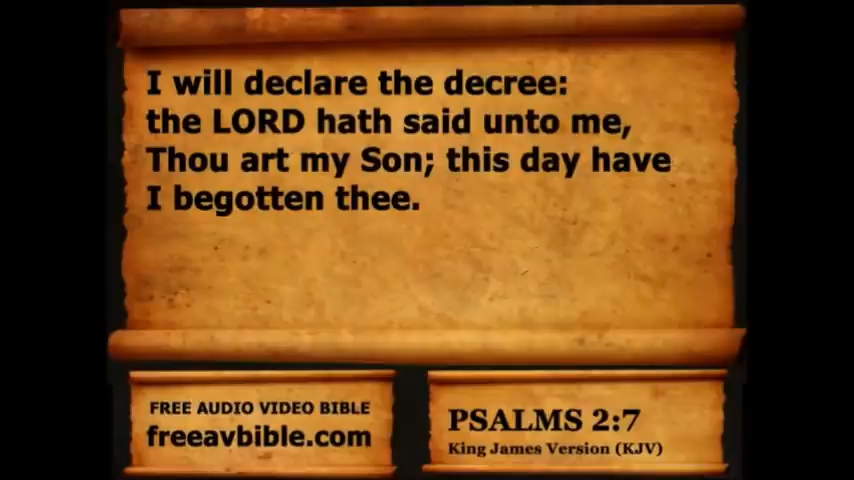 I will declare the decree:
the LORD hath said unto me,
Thou art my Son; this day have
I begotten thee.
FREE AUDIO VIDEO BIBLE
freeavbible.com
PSALMS 2:7
King James Version (KJV)